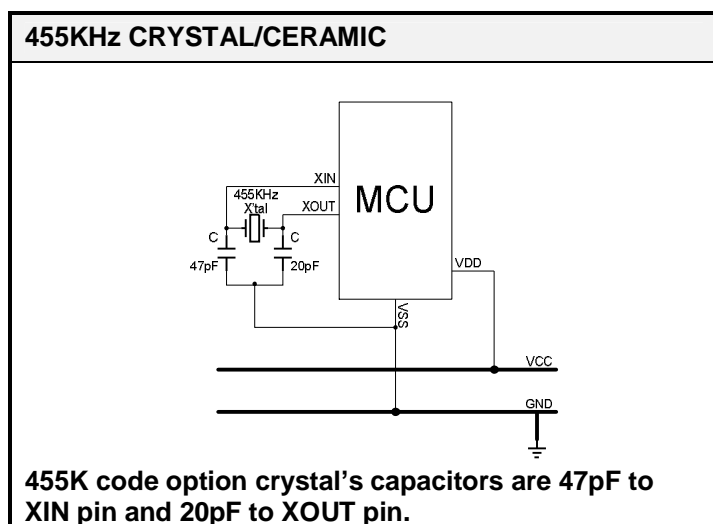 455KHz CRYSTAL/CERAMIC
XIN
455KHz
X'tal
XOUT
MCU
C
C
47pF
20pF
VDD
VSS
VCC
GND
455K code option crystal's capacitors are 47pF to
XIN pin and 20pF to XOUT pin.